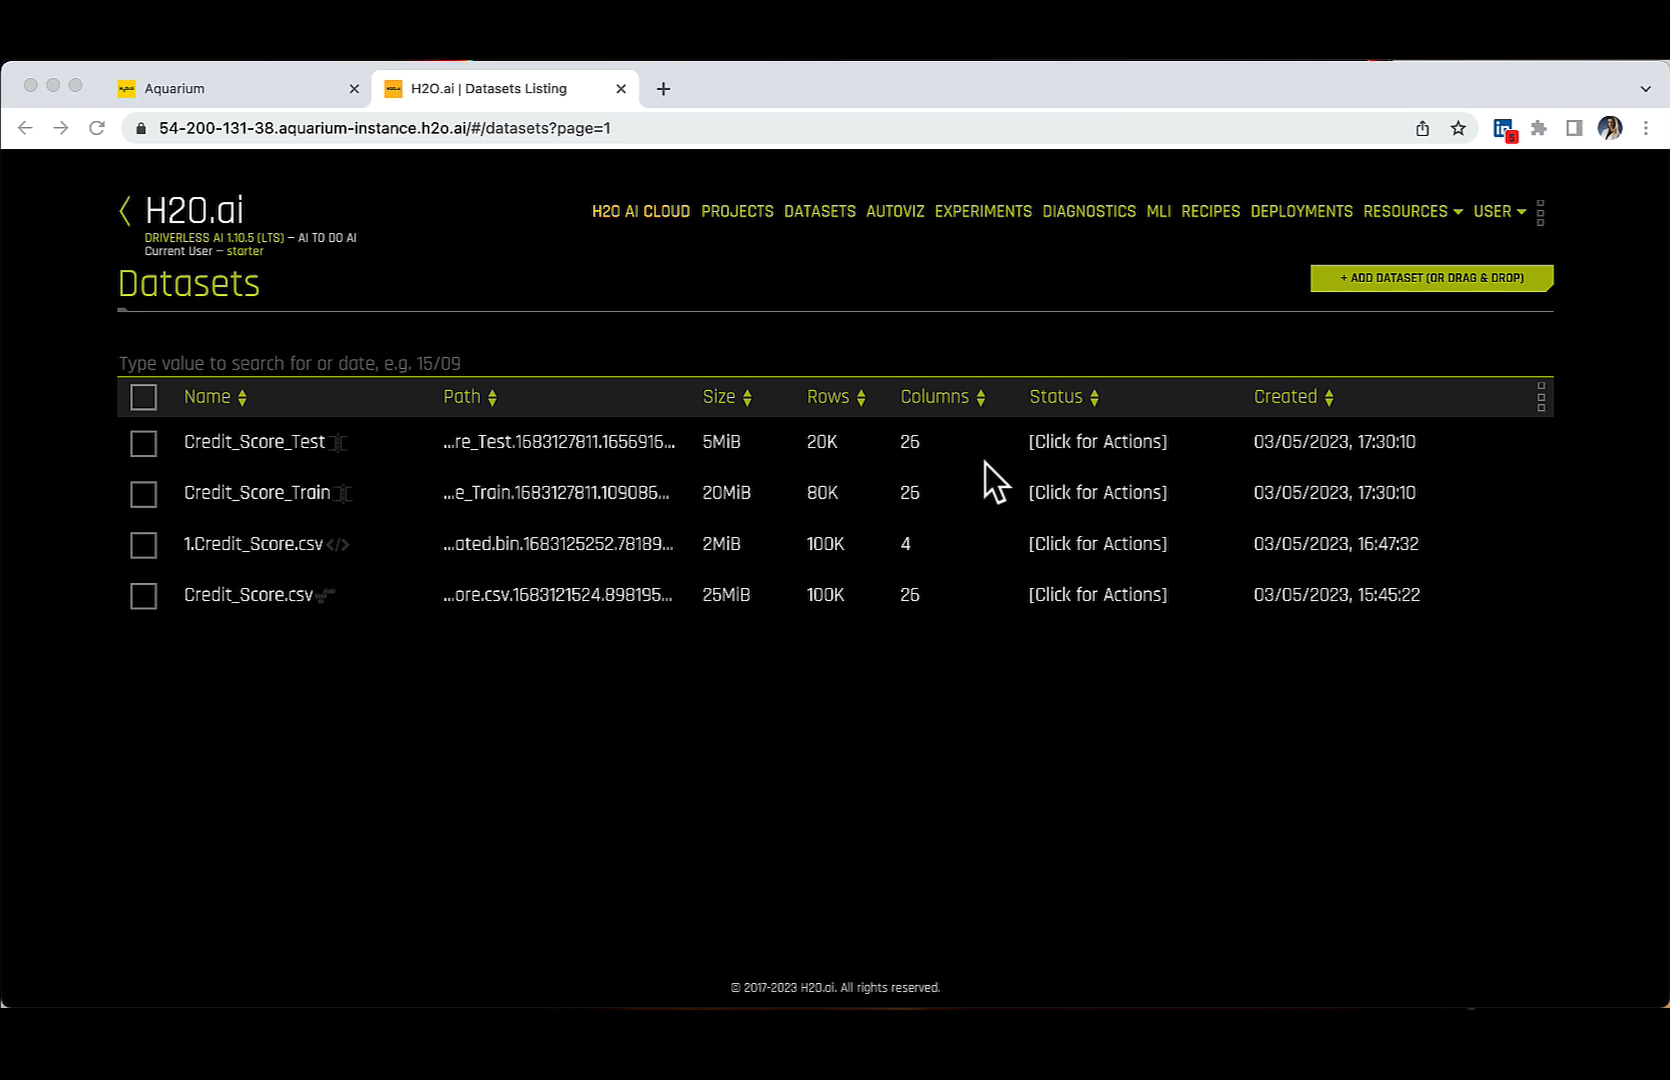 Aquarium
H2O.ai | Datasets Listing
54-200-131-38.aquarium-instance.h2o.ai/#/datasets?page=1
5
H2O.ai
DRIVERLESS AI 1.10.5 (LTS) – AI TO DO AI
Current User – starter
H2O AI CLOUD PROJECTS DATASETS AUTOVIZ EXPERIMENTS DIAGNOSTICS MLI RECIPES DEPLOYMENTS RESOURCES USER
Datasets
+ ADD DATASET (OR DRAG & DROP)
Type value to search for or date, e.g. 15/09
Name Path Size Rows Columns Status Created
Credit_Score_Test ...re_Test.1683127811.1656916... 5MiB 20K 26 [Click for Actions] 03/05/2023, 17:30:10
Credit_Score_Train ...e_Train.1683127811.109086... 20MiB 80K 26 [Click for Actions] 03/05/2023, 17:30:10
1.Credit_Score.csv </> ...ated.bin.1683125252.78189... 2MiB 100K 4 [Click for Actions] 03/05/2023, 16:47:32
Credit_Score.csv ...ore.csv.1683121524.898195... 25MiB 100K 26 [Click for Actions] 03/05/2023, 15:45:22
© 2017-2023 H2O.ai. All rights reserved.